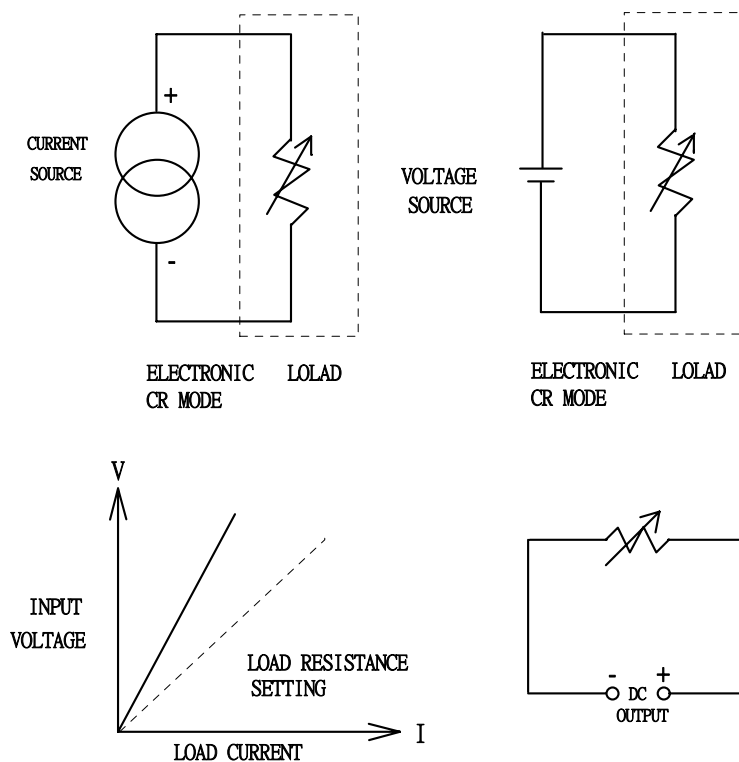 +
CURRENT
SOURCE
-
ELECTRONIC LOLAD
CR MODE
VOLTAGE
SOURCE
ELECTRONIC LOLAD
CR MODE
V
INPUT
VOLTAGE
LOAD RESISTANCE
SETTING
I
LOAD CURRENT
- DC +
OUTPUT